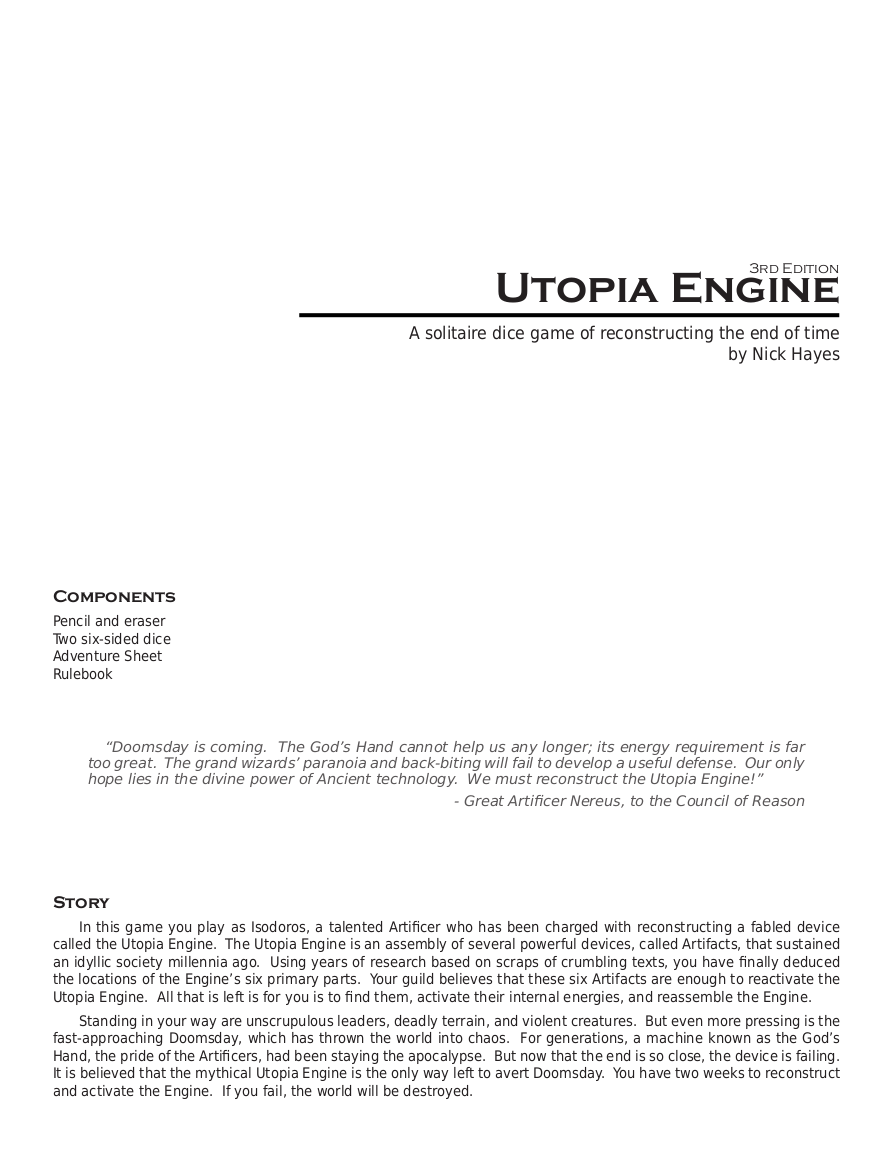 3rd Edition
Utopia Engine
A solitaire dice game of reconstructing the end of time
by Nick Hayes
Components
Pencil and eraser
Two six-sided dice
Adventure Sheet
Rulebook
“Doomsday is coming.  The God’s Hand cannot help us any longer; its energy requirement is far
too great.  The grand wizards’ paranoia and back-biting will fail to develop a useful defense.  Our only
hope lies in the divine power of Ancient technology.  We must reconstruct the Utopia Engine!”
- Great Artificer Nereus, to the Council of Reason
Story
In this game you play as Isodoros, a talented Artificer who has been charged with reconstructing a fabled device
called the Utopia Engine.  The Utopia Engine is an assembly of several powerful devices, called Artifacts, that sustained
an idyllic society millennia ago.  Using years of research based on scraps of crumbling texts, you have finally deduced
the locations of the Engine’s six primary parts.  Your guild believes that these six Artifacts are enough to reactivate the
Utopia Engine.  All that is left is for you is to find them, activate their internal energies, and reassemble the Engine.
Standing in your way are unscrupulous leaders, deadly terrain, and violent creatures.  But even more pressing is the
fast-approaching Doomsday, which has thrown the world into chaos.  For generations, a machine known as the God’s
Hand, the pride of the Artificers, had been staying the apocalypse.  But now that the end is so close, the device is failing.
It is believed that the mythical Utopia Engine is the only way left to avert Doomsday.  You have two weeks to reconstruct
and activate the Engine.  If you fail, the world will be destroyed.